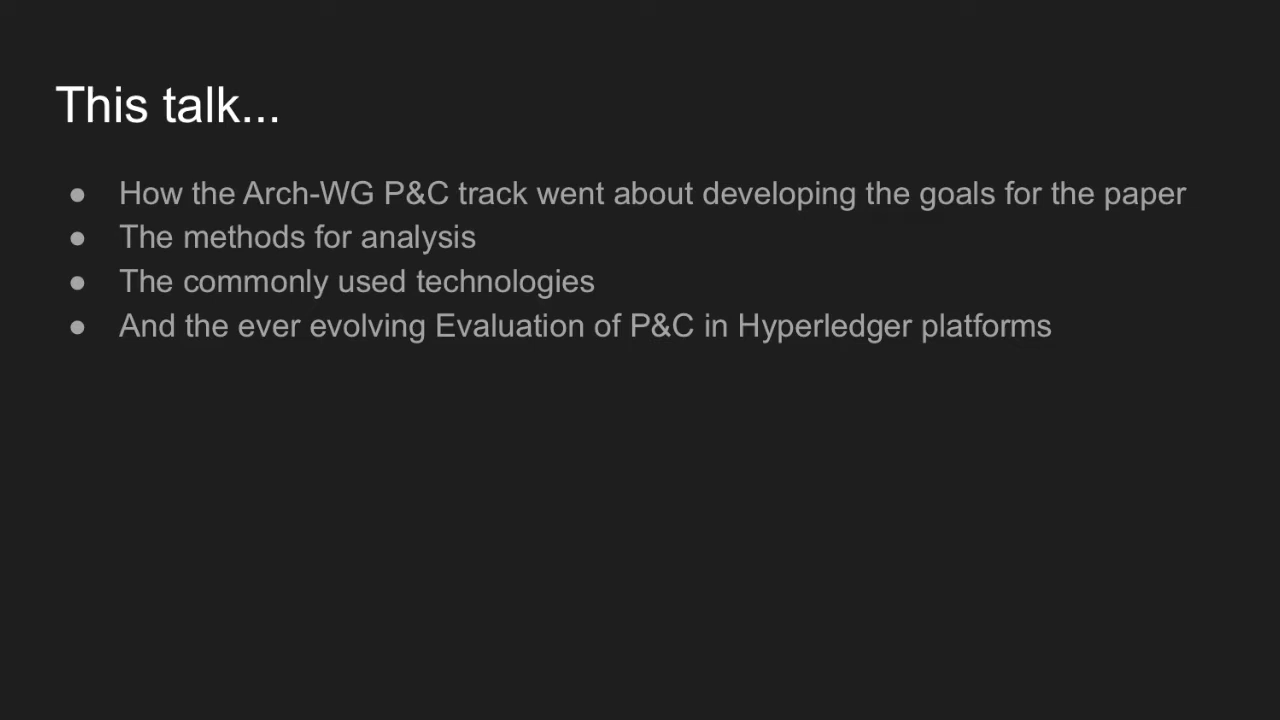 This talk...
● How the Arch-WG P&C track went about developing the goals for the paper
● The methods for analysis
● The commonly used technologies
● And the ever evolving Evaluation of P&C in Hyperledger platforms